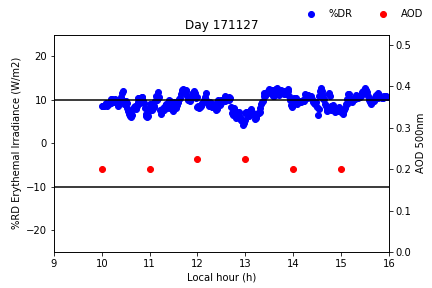 %DR AOD
Day 171127
%RD Erythermal Irradiance (W/m2)
20
10
0
−10
−20
0.5
0.4
0.3
0.2
0.1
0.0
AOD 500nm
9 10 11 12 13 14 15 16
Local hour (h)